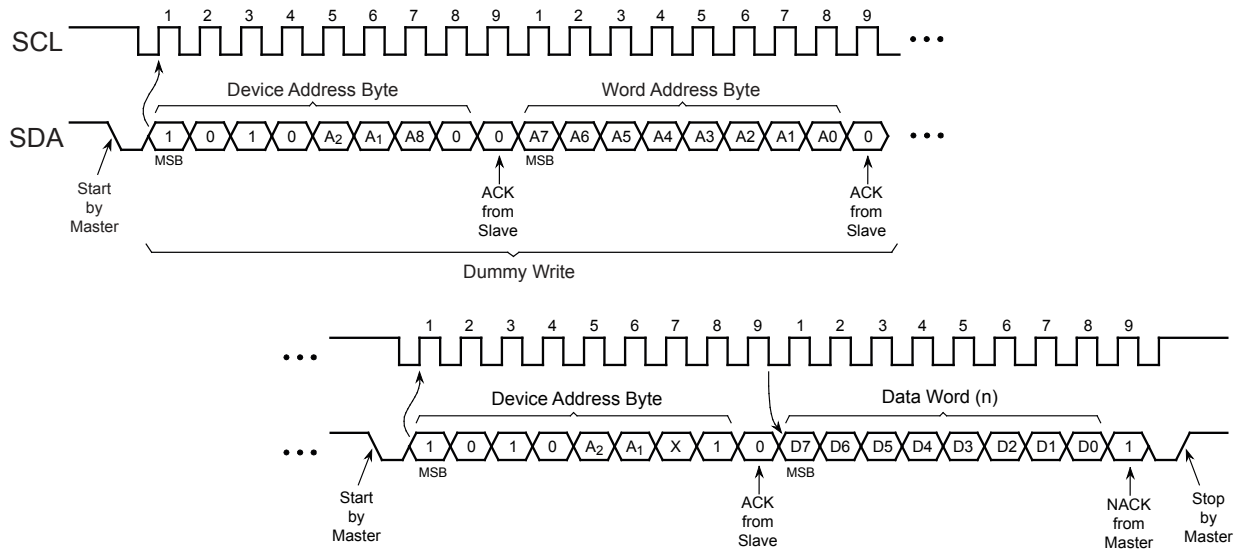 1 2 3 4 5 6 7 8 9 1 2 3 4 5 6 7 8 9
SCL
Device Address Byte Word Address Byte
SDA 1 0 1 0 A2 A1 A8 0 0 A7 A6 A5 A4 A3 A2 A1 A0 0
MSB MSB
Start
by
Master
ACK
from
Slave
ACK
from
Slave
Dummy Write
1 2 3 4 5 6 7 8 9 1 2 3 4 5 6 7 8 9
Device Address Byte Data Word (n)
1 0 1 0 A2 A1 X 1 0 D7 D6 D5 D4 D3 D2 D1 D0 1
MSB MSB
Start
by
Master
ACK
from
Slave
NACK
from
Master
Stop
by
Master